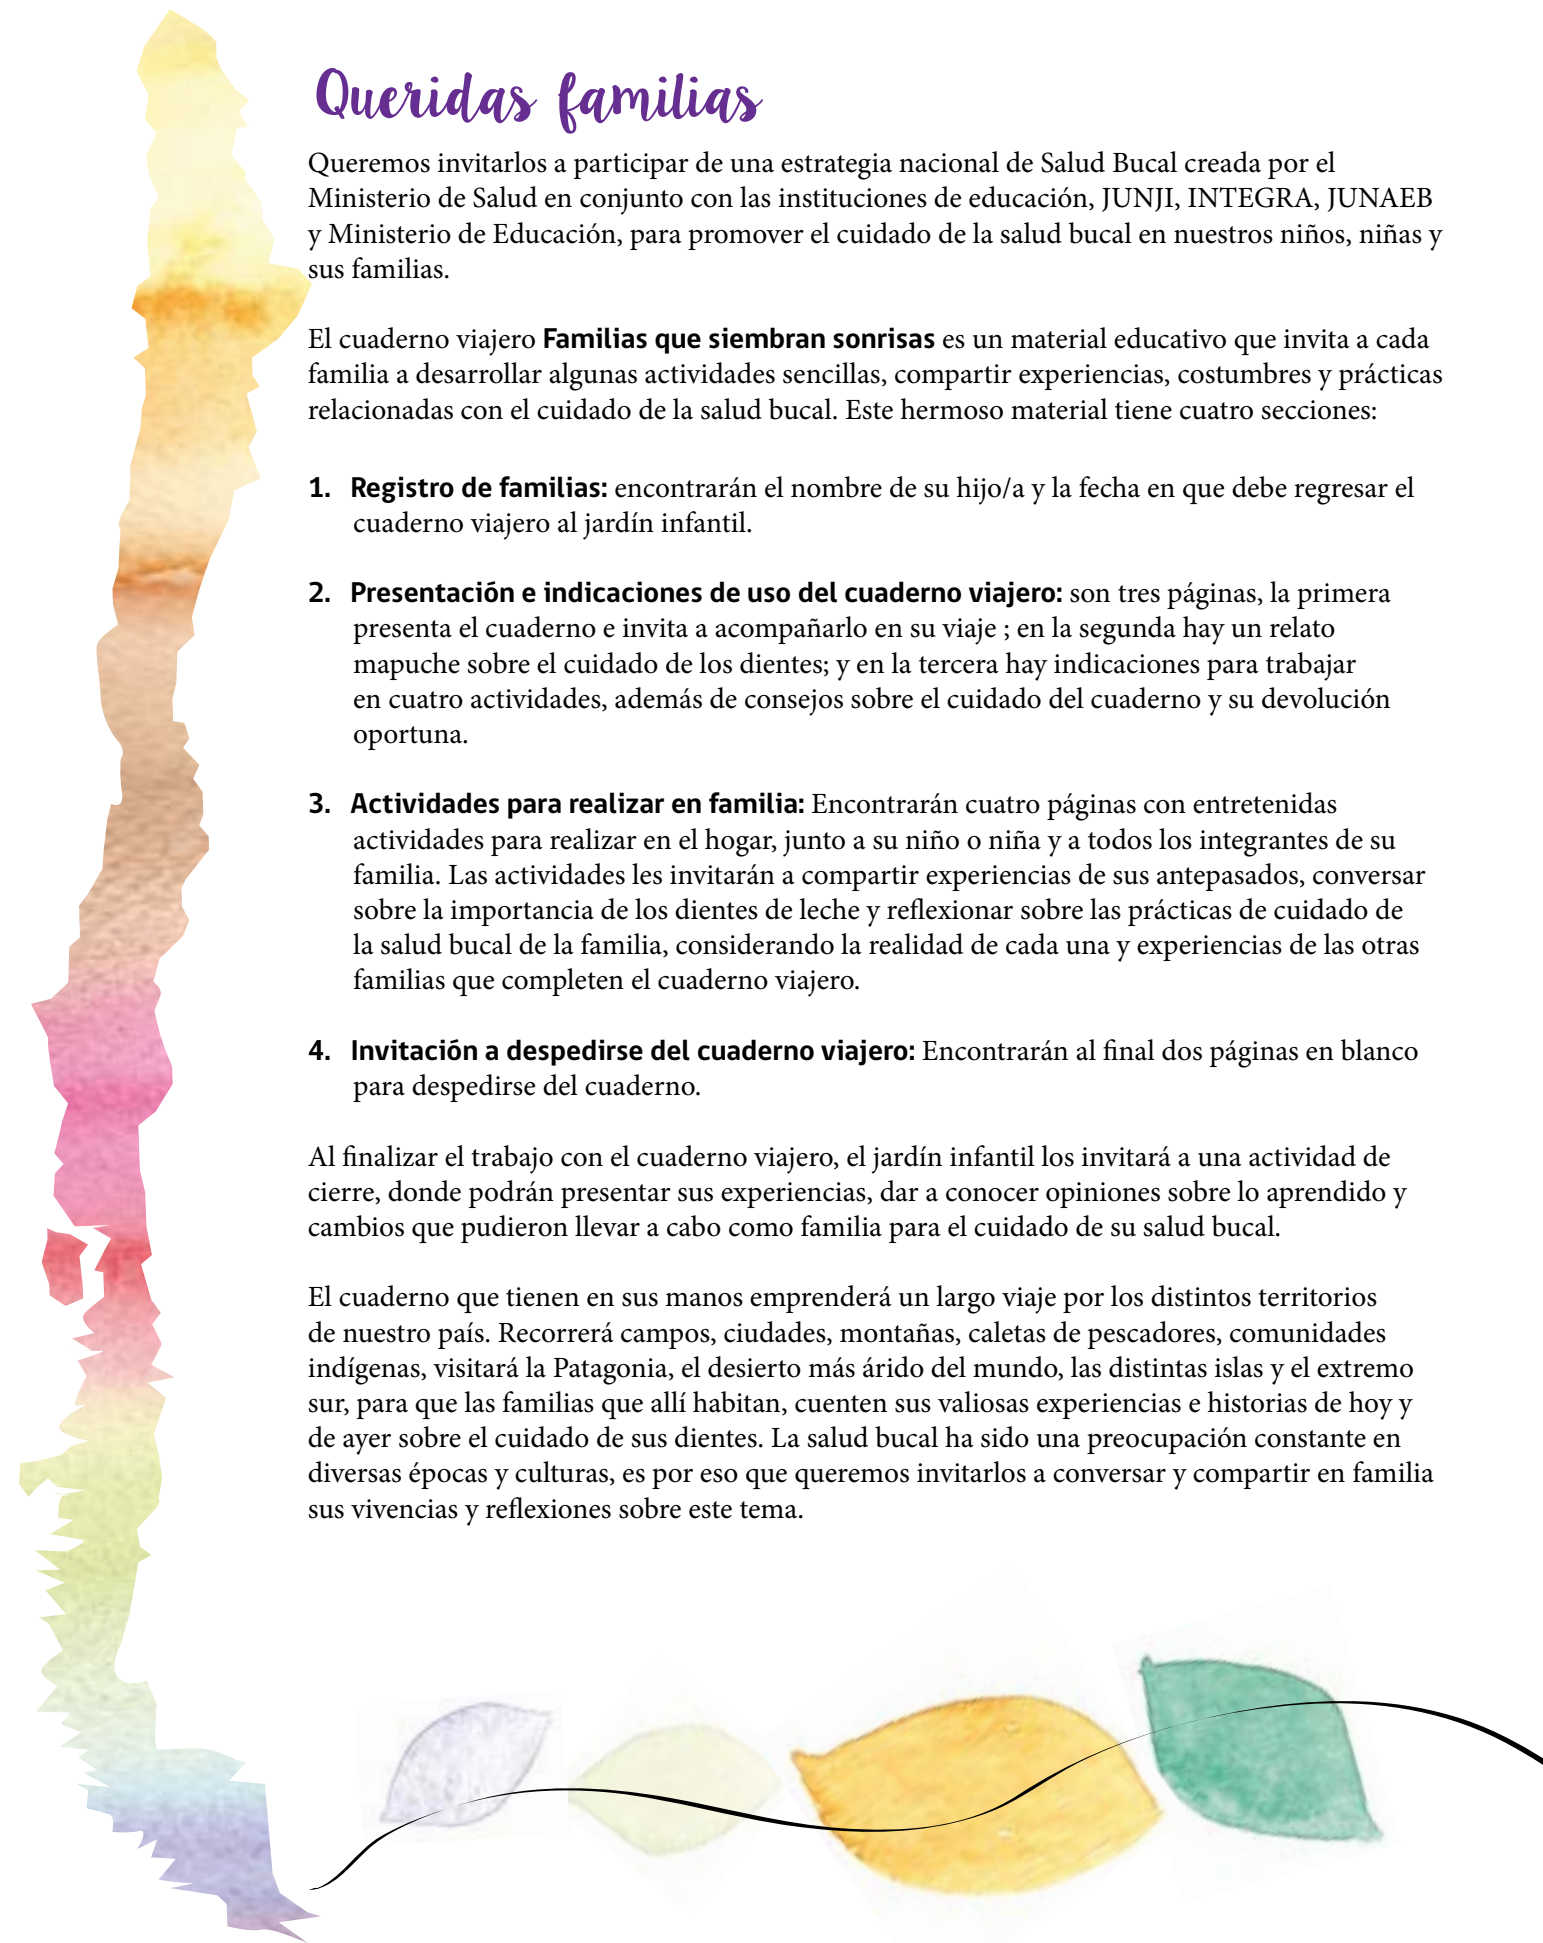 Queridas familias
Queremos invitarlos a participar de una estrategia nacional de Salud Bucal creada por el
Ministerio de Salud en conjunto con las instituciones de educación, JUNJI, INTEGRA, JUNAEB
y Ministerio de Educación, para promover el cuidado de la salud bucal en nuestros niños, niñas y
sus familias.
El cuaderno viajero Familias que siembran sonrisas es un material educativo que invita a cada
familia a desarrollar algunas actividades sencillas, compartir experiencias, costumbres y prácticas
relacionadas con el cuidado de la salud bucal. Este hermoso material tiene cuatro secciones:
1. Registro de familias: encontrarán el nombre de su hijo/a y la fecha en que debe regresar el
cuaderno viajero al jardín infantil.
2. Presentación e indicaciones de uso del cuaderno viajero: son tres páginas, la primera
presenta el cuaderno e invita a acompañarlo en su viaje ; en la segunda hay un relato
mapuche sobre el cuidado de los dientes; y en la tercera hay indicaciones para trabajar
en cuatro actividades, además de consejos sobre el cuidado del cuaderno y su devolución
oportuna.
3. Actividades para realizar en familia: Encontrarán cuatro páginas con entretenidas
actividades para realizar en el hogar, junto a su niño o niña y a todos los integrantes de su
familia. Las actividades les invitarán a compartir experiencias de sus antepasados, conversar
sobre la importancia de los dientes de leche y reflexionar sobre las prácticas de cuidado de
la salud bucal de la familia, considerando la realidad de cada una y experiencias de las otras
familias que completen el cuaderno viajero.
4. Invitación a despedirse del cuaderno viajero: Encontrarán al final dos páginas en blanco
para despedirse del cuaderno.
Al finalizar el trabajo con el cuaderno viajero, el jardín infantil los invitará a una actividad de
cierre, donde podrán presentar sus experiencias, dar a conocer opiniones sobre lo aprendido y
cambios que pudieron llevar a cabo como familia para el cuidado de su salud bucal.
El cuaderno que tienen en sus manos emprenderá un largo viaje por los distintos territorios
de nuestro país. Recorrerá campos, ciudades, montañas, caletas de pescadores, comunidades
indígenas, visitará la Patagonia, el desierto más árido del mundo, las distintas islas y el extremo
sur, para que las familias que allí habitan, cuenten sus valiosas experiencias e historias de hoy y
de ayer sobre el cuidado de sus dientes. La salud bucal ha sido una preocupación constante en
diversas épocas y culturas, es por eso que queremos invitarlos a conversar y compartir en familia
sus vivencias y reflexiones sobre este tema.